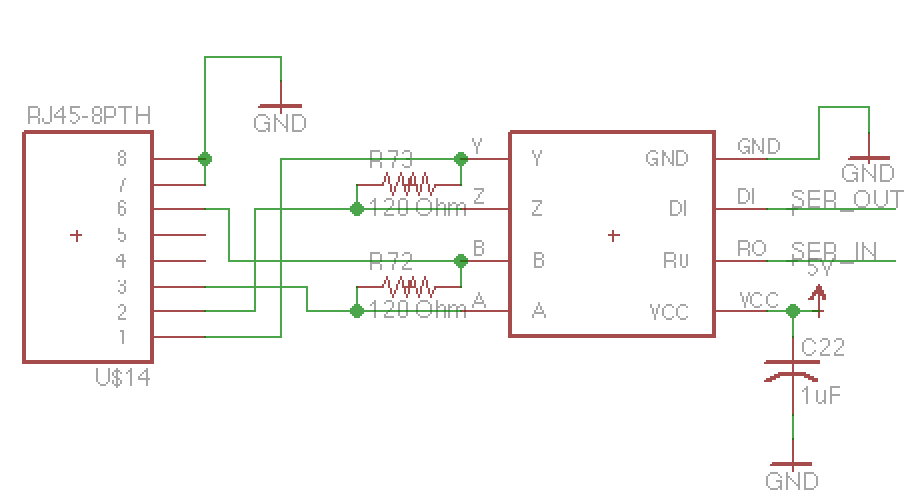 RJ45-8PTH
8
7
6
5
4
3
2
1
U$14
GND
R73
120 Ohm
R72
120 Ohm
Y
Z
B
A
Y
Z
B
A
GND
DI
RO
VCC
GND
DI
RO
VCC
GND
SER_OUT
SER_IN
5V
C22
1uF
GND